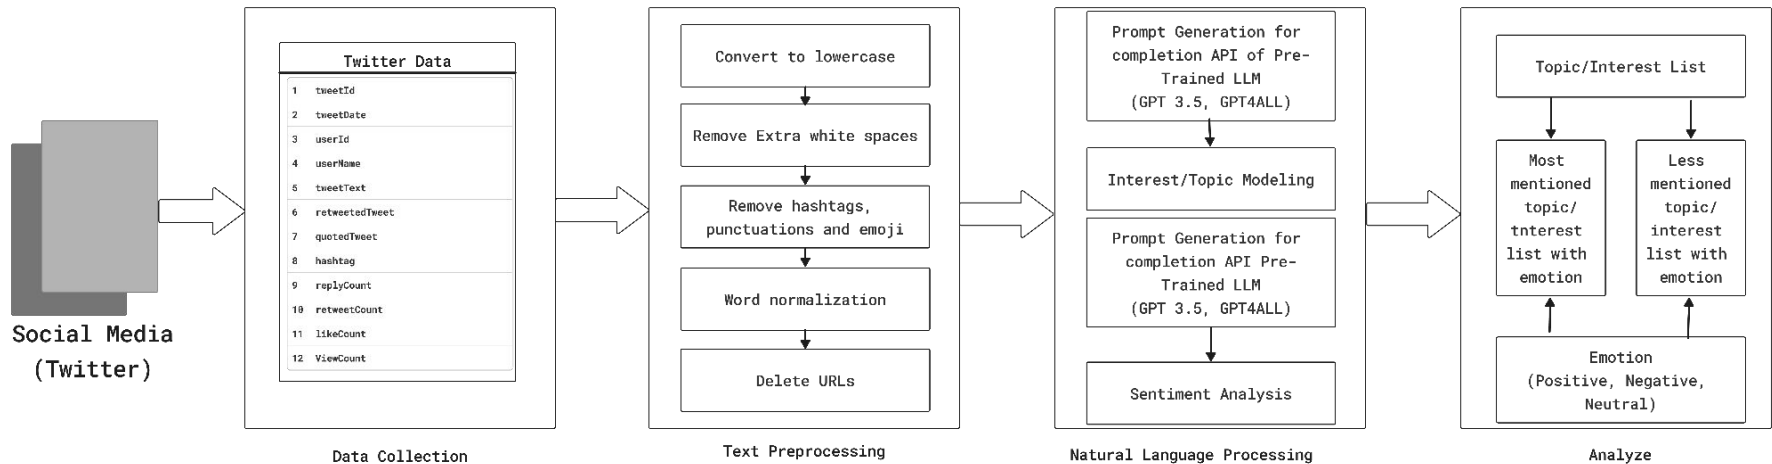 Social Media
(Twitter)
Twitter Data
1 tweetId
2 tweetDate
3 userId
4 userName
5 tweetText
6 retweetedTweet
7 quotedTweet
8 hashtag
9 replyCount
10 retweetCount
11 likeCount
12 ViewCount
Data Collection
Convert to lowercase
Remove Extra white spaces
Remove hashtags,
punctuations and emoji
Word normalization
Delete URLs
Text Preprocessing
Prompt Generation for
completion API of Pre-
Trained LLM
(GPT 3.5, GPT4ALL)
Interest/Topic Modeling
Prompt Generation for
completion API Pre-
Trained LLM
(GPT 3.5, GPT4ALL)
Sentiment Analysis
Natural Language Processing
Topic/Interest List
Most
mentioned
topic/
tnterest
list with
emotion
Less
mentioned
topic/
interest
list with
emotion
Emotion
(Positive, Negative,
Neutral)
Analyze